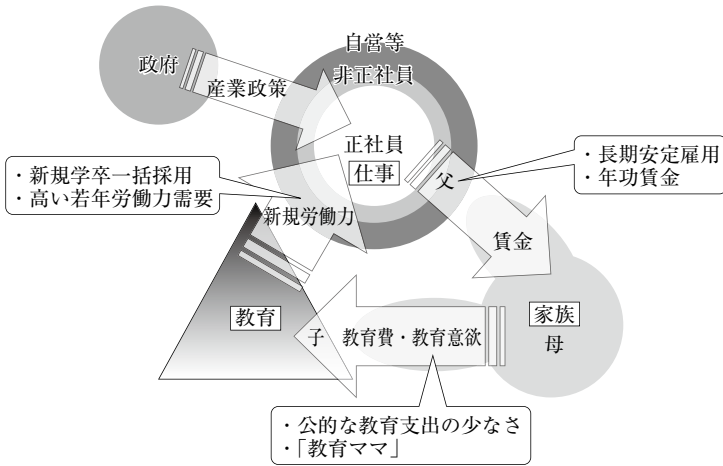 自営等
非正社員
政府
産業政策
正社員
仕事
父
・長期安定雇用
・年功賃金
・新規学卒一括採用
・高い若年労働力需要
新規労働力
賃金
教育
子
教育費・教育意欲
家族
母
・公的な教育支出の少なさ
・「教育ママ」